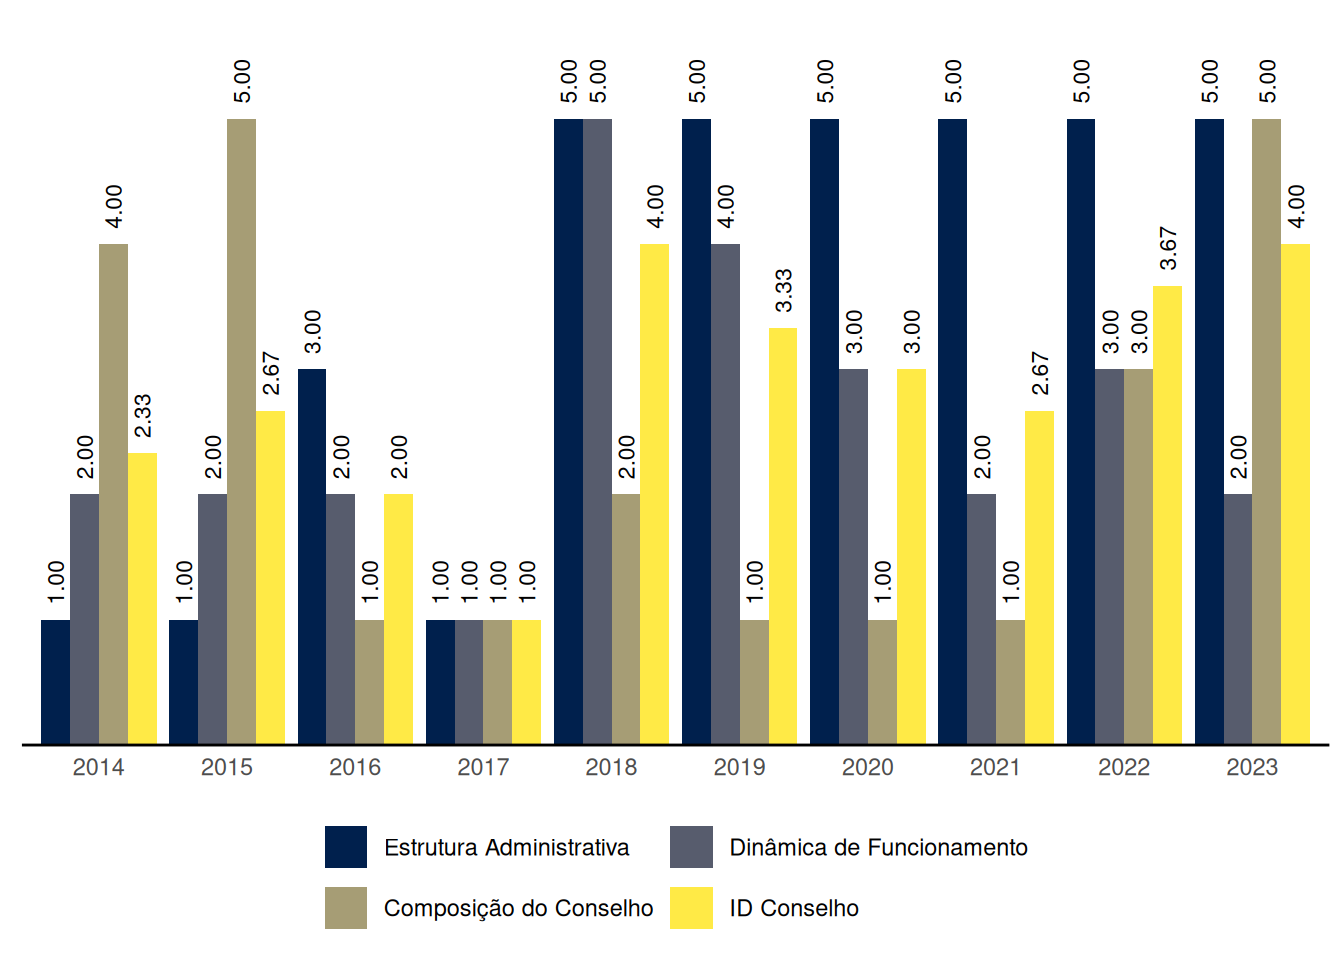 5.00 5.00 5.00 5.00 5.00 5.00 5.00 5.00 5.00
4.00 4.00 4.00 4.00
3.67
3.33
3.00 3.00 3.00 3.00 3.00
2.67 2.67
2.33
2.00 2.00 2.00 2.00 2.00 2.00 2.00
1.00 1.00 1.00 1.00 1.00 1.00 1.00 1.00 1.00 1.00
2014 2015 2016 2017 2018 2019 2020 2021 2022 2023
Estrutura Administrativa Dinâmica de Funcionamento
Composição do Conselho ID Conselho